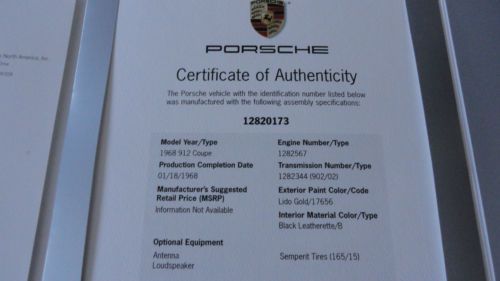 North America, Inc.
PORSCHE
Certificate of Authenticity
The Porsche vehicle with the identification number listed below
was manufactured with the following assembly specifications:
12820173
Model Year/Type
1968 912 Coupe
Production Completion Date
01/18/1968
Manufacturer's Suggested
Retail Price (MSRP)
Information Not Available
Engine Number/Type
1282567
Transmission Number/Type
1282344 (902/02)
Exterior Paint Color/Code
Lido Gold/17656
Interior Material Color/Type
Black Leatherette/B
Optional Equipment
Antenna
Loudspeaker
Semperit Tires (165/15)